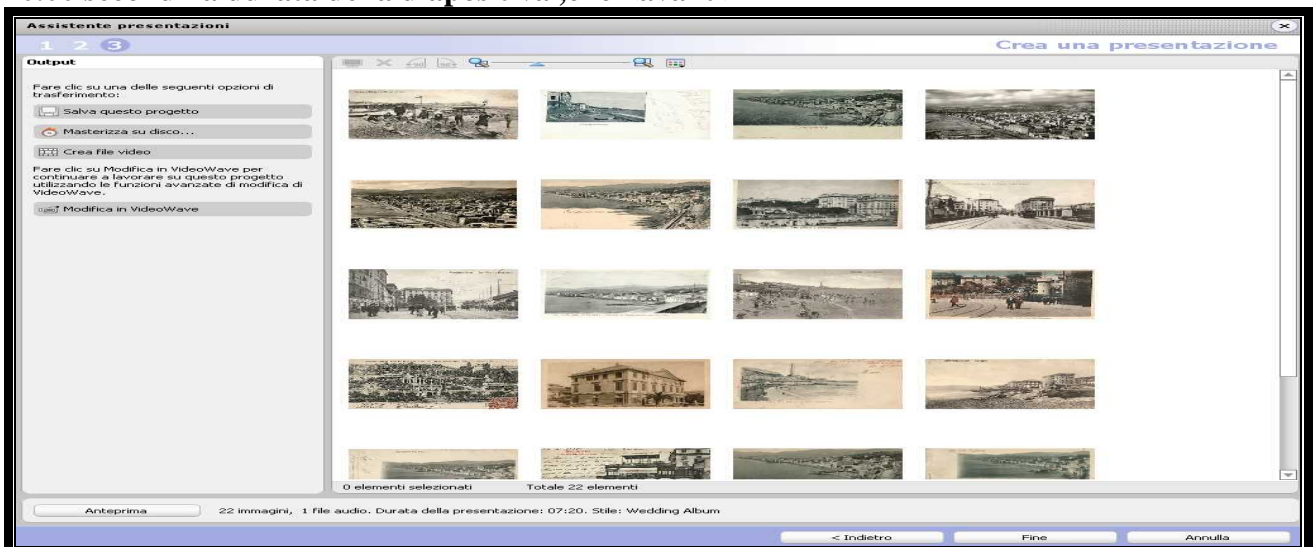 Assistente presentazioni
1 2 3
Crea una presentazione
Output
Fare clic su una delle seguenti opzioni di
trasferimento:
Salva questo progetto
Masterizza su disco...
Crea file video
Fare clic su Modifica in VideoWave per
continuare a lavorare su questo progetto
utilizzando le funzioni avanzate di modifica di
VideoWave.
Modifica in VideoWave
0 elementi selezionati
Totale 22 elementi
Anteprima
22 immagini, 1 file audio. Durata della presentazione: 07:20. Stile: Wedding Album
< Indietro
Fine
Annulla